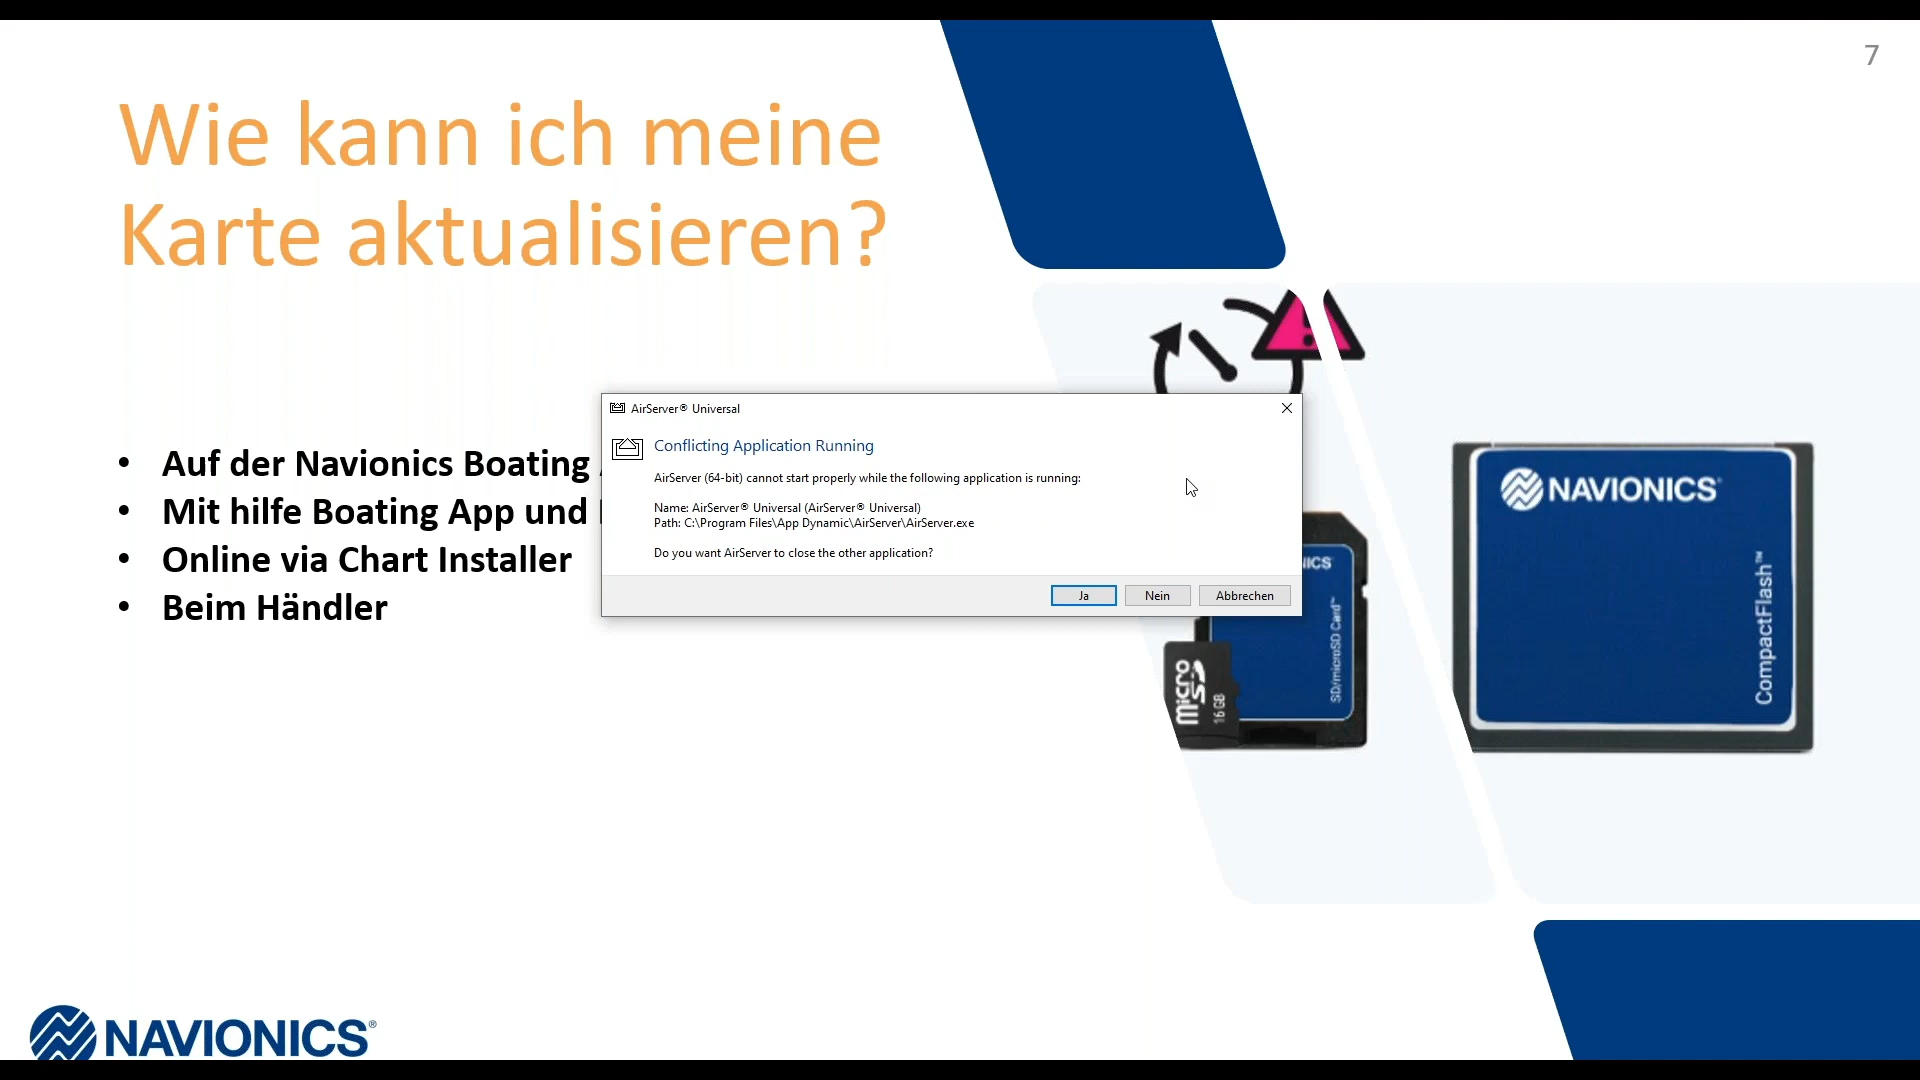 7
Wie kann ich meine
Karte aktualisieren?
• Auf der Navionics Boating
• Mit hilfe Boating App und
• Online via Chart Installer
• Beim Händler
AirServer® Universal
Conflicting Application Running
AirServer (64-bit) cannot start properly while the following application is running:
Name: AirServer® Universal (AirServer® Universal)
Path: C:\Program Files\App Dynamic\AirServer\AirServer.exe
Do you want AirServer to close the other application?
Ja
Nein
Abbrechen
NICS
SD/microSD Card™
micro SD
16 GB
NAVIONICS®
CompactFlash™
NAVIONICS®